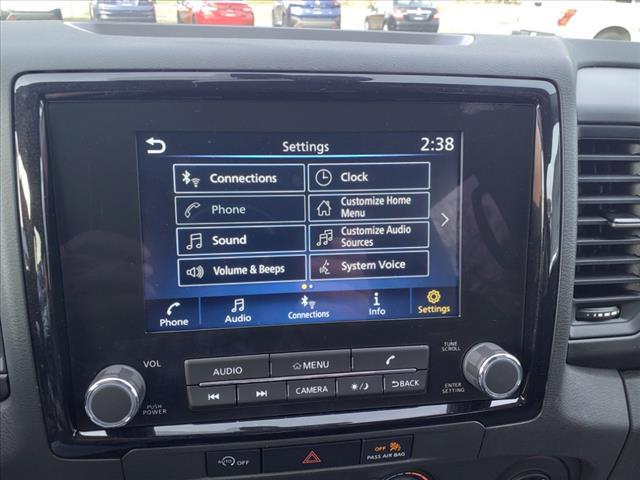 Settings 2:38
Connections Clock
Phone Customize Home
Menu
Sound Customize Audio
Sources
Volume & Beeps System Voice
Phone Audio Connections Info Settings
VOL AUDIO MENU TUNE
SCROLL
CAMERA BACK
PUSH
POWER
ENTER
SETTING
OFF
OFF
PASS AIR BAG